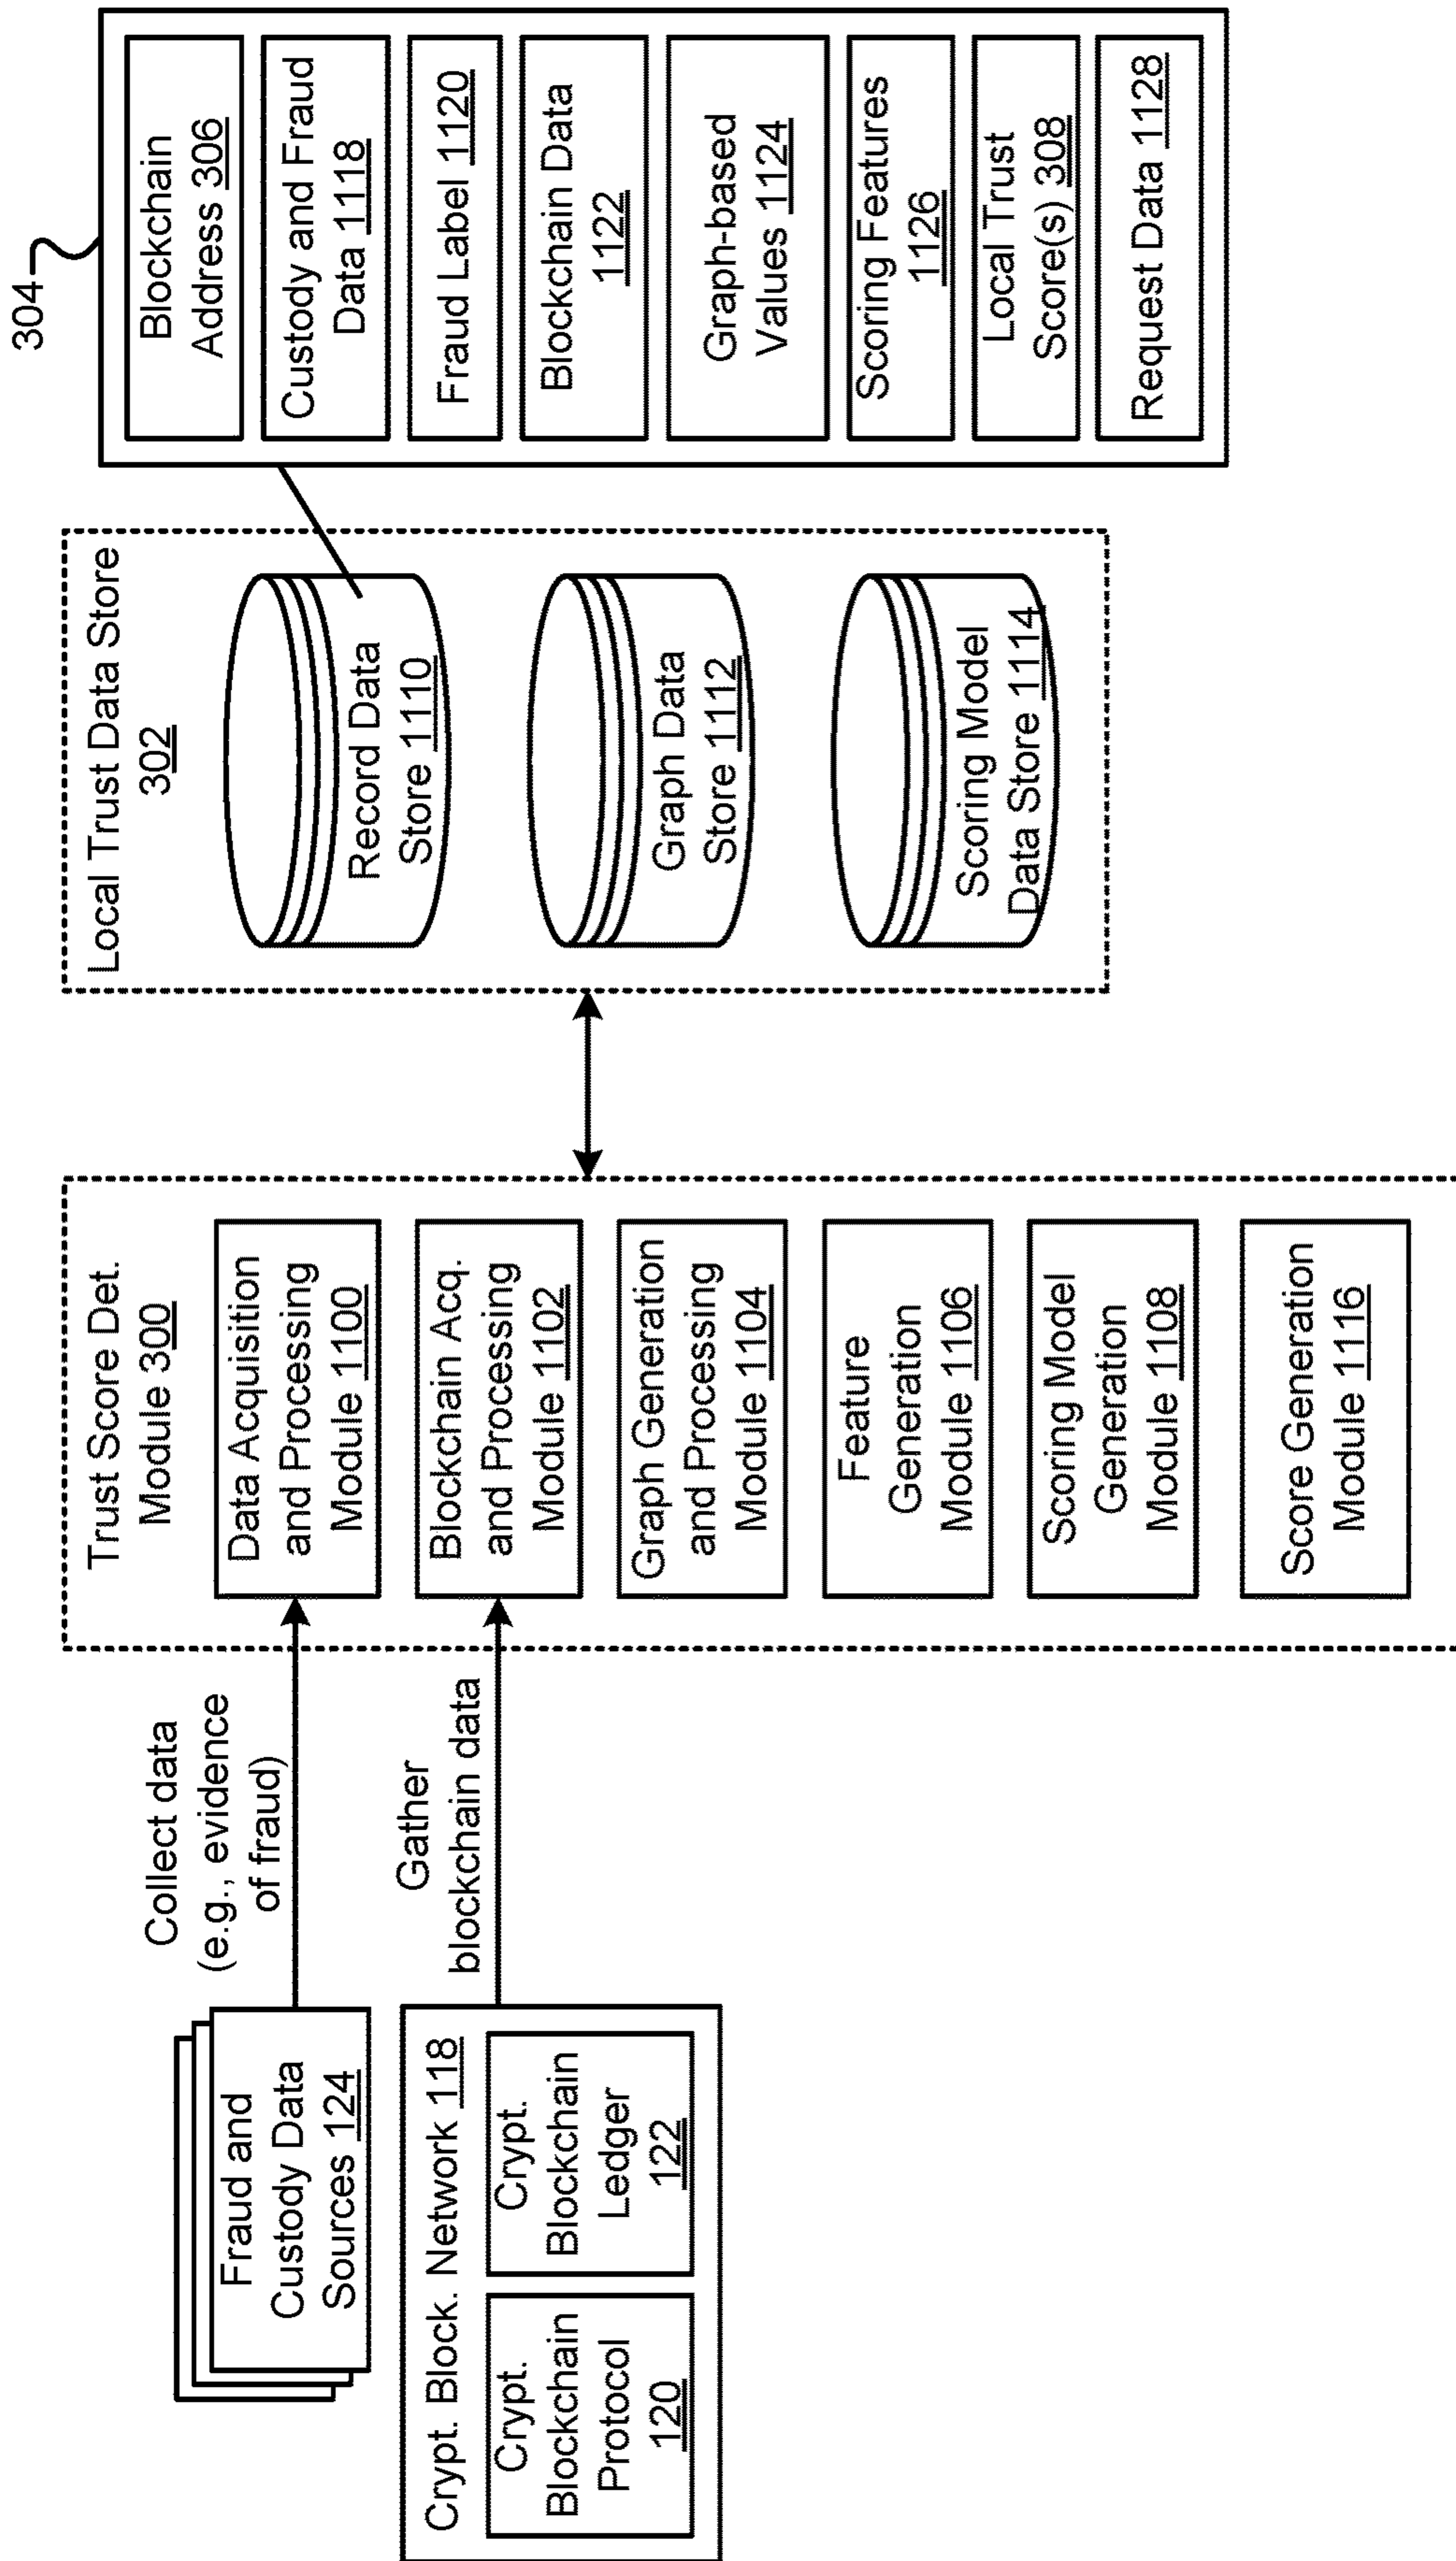 Fraud and
Custody Data
Sources 124
Crypt. Block. Network 118
Crypt.
Blockchain
Protocol
120
Crypt.
Blockchain
Ledger
122
Collect data
(e.g., evidence
of fraud)
Gather
blockchain data
Trust Score Det.
Module 300
Data Acquisition
and Processing
Module 1100
Blockchain Acq.
and Processing
Module 1102
Graph Generation
and Processing
Module 1104
Feature
Generation
Module 1106
Scoring Model
Generation
Module 1108
Score Generation
Module 1116
Local Trust Data Store
302
Record Data
Store 1110
Graph Data
Store 1112
Scoring Model
Data Store 1114
304
Blockchain
Address 306
Custody and Fraud
Data 1118
Fraud Label 1120
Blockchain Data
1122
Graph-based
Values 1124
Scoring Features
1126
Local Trust
Score(s) 308
Request Data 1128